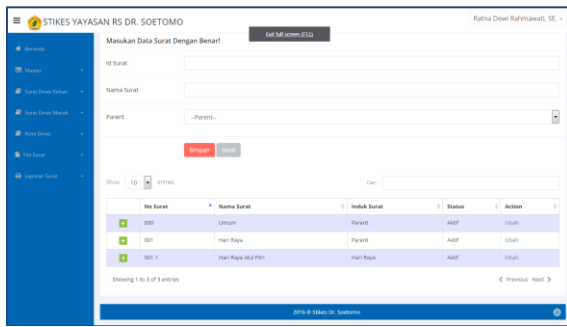 STIKES YAYASAN RS DR. SOETOMO
Ratna Dewi Rahmawati, SE.
Exit full screen (F11)
Beranda
Master
Surat Dinas Keluar
Surat Dinas Masuk
Nota Dinas
File Surat
Laporan Surat
Masukan Data Surat Dengan Benar!
Id Surat
Nama Surat
Parent
--Parent--
Simpan
Batal
Show 10 entries
Cari :
No Surat Nama Surat Induk Surat Status Action
000 Umum Parent Aktif Ubah
001 Hari Raya Parent Aktif Ubah
001.1 Hari Raya Idul Fitri Hari Raya Aktif Ubah
Showing 1 to 3 of 3 entries
Previous Next
2016 © Stikes Dr. Soetomo